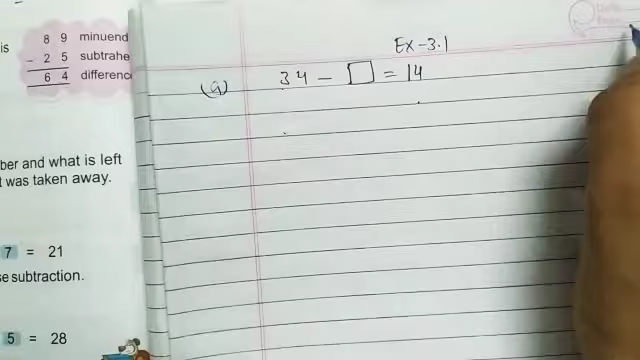 is
8 9 minuend
- 2 5 subtrahe
6 4 differenc
ber and what is left
t was taken away.
7 = 21
se subtraction.
5 = 28
Ex-3.1
(a) 34 - □ = 14